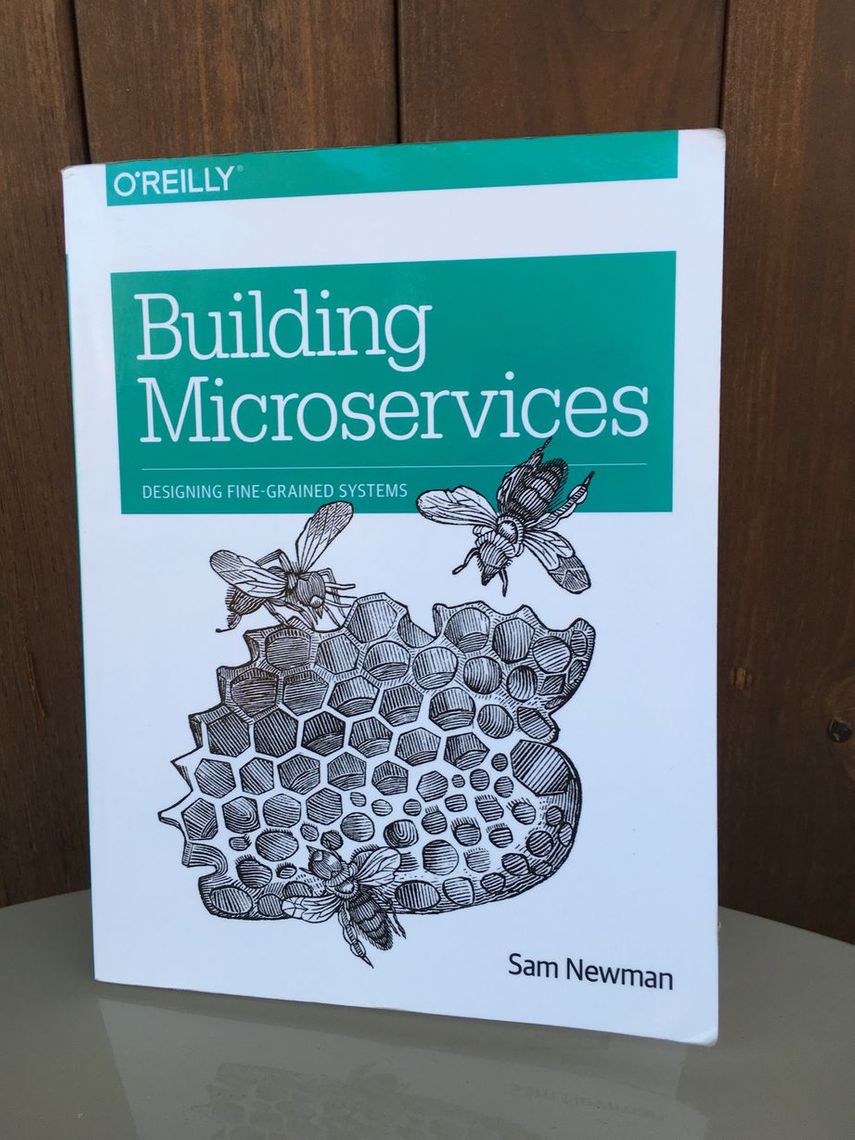 O'REILLY®
Building
Microservices
DESIGNING FINE-GRAINED SYSTEMS
Sam Newman